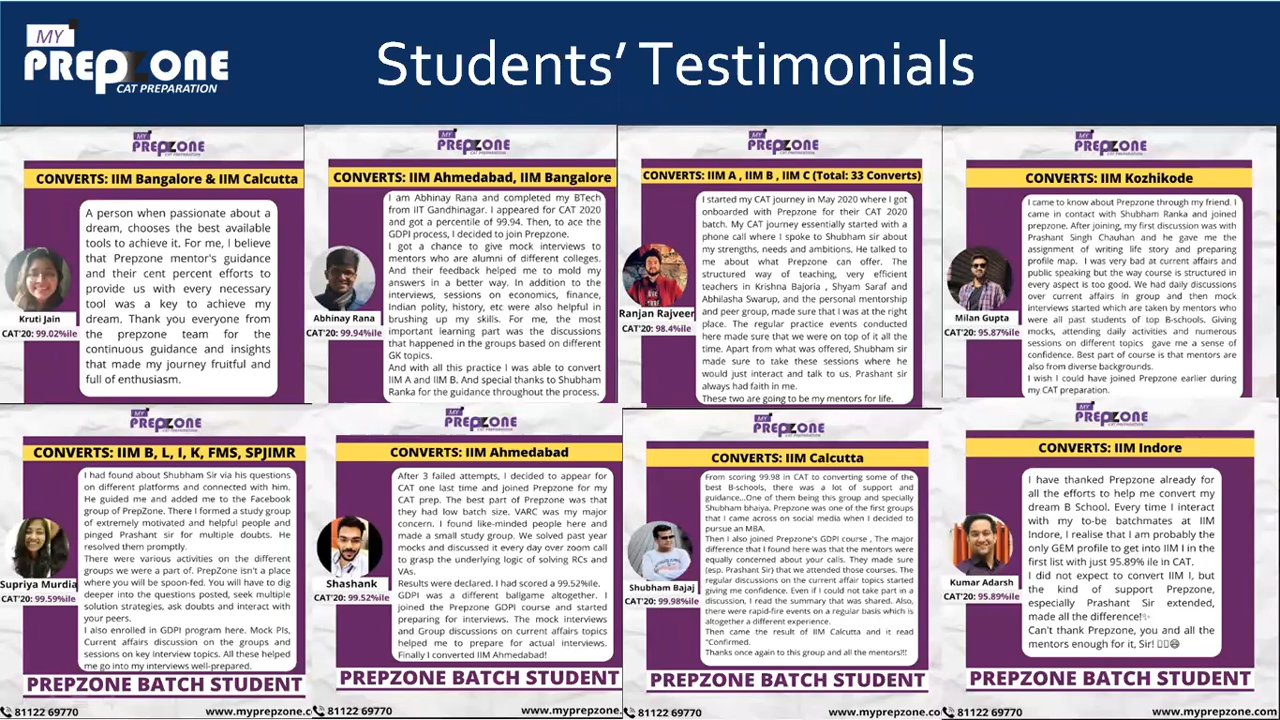 MY
PREPZONE
CAT PREPARATION
Students' Testimonials
MY
PREPZONE
CAT PREPARATION
CONVERTS: IIM Bangalore & IIM Calcutta
A person when passionate about a
dream, chooses the best available
tools to achieve it. For me, I believe
that Prepzone mentor's guidance
and their cent percent efforts to
provide us with every necessary
tool was a key to achieve my
dream. Thank you everyone from
the prepzone team for the
continuous guidance and insights
that made my journey fruitful and
full of enthusiasm.
Kruti Jain
CAT'20: 99.02%ile
MY
PREPZONE
CAT PREPARATION
CONVERTS: IIM Ahmedabad, IIM Bangalore
I am Abhinay Rana and completed my BTech
from IIT Gandhinagar. I appeared for CAT 2020
and got a percentile of 99.94. Then, to ace the
GDPI process, I decided to join Prepzone.
I got a chance to give mock interviews to
mentors who are alumni of different colleges.
And their feedback helped me to mold my
answers in a better way. In addition to the
interviews, sessions on economics, finance,
Indian polity, history, etc were also helpful in
brushing up my skills. For me, the most
important learning part was the discussions
that happened in the groups based on different
GK topics.
And with all this practice I was able to convert
IIM A and IIM B. And special thanks to Shubham
Ranka for the guidance throughout the process.
Abhinay Rana
CAT'20: 99.94%ile
MY
PREPZONE
CAT PREPARATION
CONVERTS: IIM A , IIM B , IIM C (Total: 33 Converts)
I started my CAT journey in May 2020 where I got
onboarded with Prepzone for their CAT 2020
batch. My CAT journey essentially started with a
phone call where I spoke to Shubham sir about
my strengths, needs and ambitions. He talked to
me about what Prepzone can offer. The
structured way of teaching, very efficient
teachers in Krishna Bajoria , Shyam Saraf and
Abhilasha Swarup, and the personal mentorship
and peer group, made sure that I was at the right
place. The regular practice events conducted
here made sure that we were on top of it all the
time. Apart from what was offered, Shubham sir
made sure to take these sessions where he
would just interact and talk to us. Prashant sir
always had faith in me.
These two are going to be my mentors for life.
Ranjan Rajveer
CAT'20: 98.4%ile
MY
PREPZONE
CAT PREPARATION
CONVERTS: IIM Kozhikode
I came to know about Prepzone through my friend. I
came in contact with Shubham Ranka and joined
prepzone. After joining, my first discussion was with
Prashant Singh Chauhan and he gave me the
assignment of writing life story and preparing
profile map. I was very bad at current affairs and
public speaking but the way course is structured in
every aspect is too good. We had daily discussions
over current affairs in group and then mock
interviews started which are taken by mentors who
were all past students of top B-schools. Giving
mocks, attending daily activities and numerous
sessions on different topics gave me a sense of
confidence. Best part of course is that mentors are
also from diverse backgrounds.
I wish I could have joined Prepzone earlier during
my CAT preparation.
Milan Gupta
CAT'20: 95.87%ile
MY
PREPZONE
CAT PREPARATION
CONVERTS: IIM B, L, I, K, FMS, SPJIMR
I had found about Shubham Sir via his questions
on different platforms and connected with him.
He guided me and added me to the Facebook
group of PrepZone. There I formed a study group
of extremely motivated and helpful people and
pinged Prashant sir for multiple doubts. He
resolved them promptly.
There were various activities on the different
groups we were a part of. PrepZone isn't a place
where you will be spoon-fed. You will have to dig
deeper into the questions posted, seek multiple
solution strategies, ask doubts and interact with
your peers.
I also enrolled in GDPI program here. Mock PIs,
Current affairs discussion on the groups and
sessions on key interview topics. All these helped
me go into my interviews well-prepared.
Supriya Murdia
CAT'20: 99.59%ile
PREPZONE BATCH STUDENT
81122 69770
www.myprepzone.c
MY
PREPZONE
CAT PREPARATION
CONVERTS: IIM Ahmedabad
After 3 failed attempts, I decided to appear for
CAT one last time and joined Prepzone for my
CAT prep. The best part of Prepzone was that
they had low batch size. VARC was my major
concern. I found like-minded people here and
made a small study group. We solved past year
mocks and discussed it every day over zoom call
to grasp the underlying logic of solving RCs and
VAs.
Results were declared. I had scored a 99.52%ile.
GDPI was a different ballgame altogether. I
joined the Prepzone GDPI course and started
preparing for interviews. The mock interviews
and Group discussions on current affairs topics
helped me to prepare for actual interviews.
Finally I converted IIM Ahmedabad!
Shashank
CAT'20: 99.52%ile
PREPZONE BATCH STUDENT
81122 69770
www.myprepzone.
MY
PREPZONE
CAT PREPARATION
CONVERTS: IIM Calcutta
From scoring 99.98 in CAT to converting some of the
best B-schools, there was a lot of support and
guidance...One of them being this group and specially
Shubham bhaiya. Prepzone was one of the first groups
that I came across on social media when I decided to
pursue an MBA.
Then I also joined Prepzone's GDPI course , The major
difference that I found here was that the mentors were
equally concerned about your calls. They made sure
(esp. Prashant Sir) that we attended those courses. The
regular discussions on the current affair topics started
giving me confidence. Even if I could not take part in a
discussion, I read the summary that was shared. Also,
there were rapid-fire events on a regular basis which is
altogether a different experience.
Then came the result of IIM Calcutta and it read
"Confirmed.
Thanks once again to this group and all the mentors!!!
Shubham Bajaj
CAT'20: 99.98%ile
PREPZONE BATCH STUDENT
81122 69770
www.myprepzone.co
MY
PREPZONE
CAT PREPARATION
CONVERTS: IIM Indore
I have thanked Prepzone already for
all the efforts to help me convert my
dream B School. Every time I interact
with my to-be batchmates at IIM
Indore, I realise that I am probably the
only GEM profile to get into IIM I in the
first list with just 95.89% ile in CAT.
I did not expect to convert IIM I, but
the kind of support Prepzone,
especially Prashant Sir extended,
made all the difference!✨
Can't thank Prepzone, you and all the
mentors enough for it, Sir!
Kumar Adarsh
CAT'20: 95.89%ile
PREPZONE BATCH STUDENT
81122 69770
www.myprepzone.com